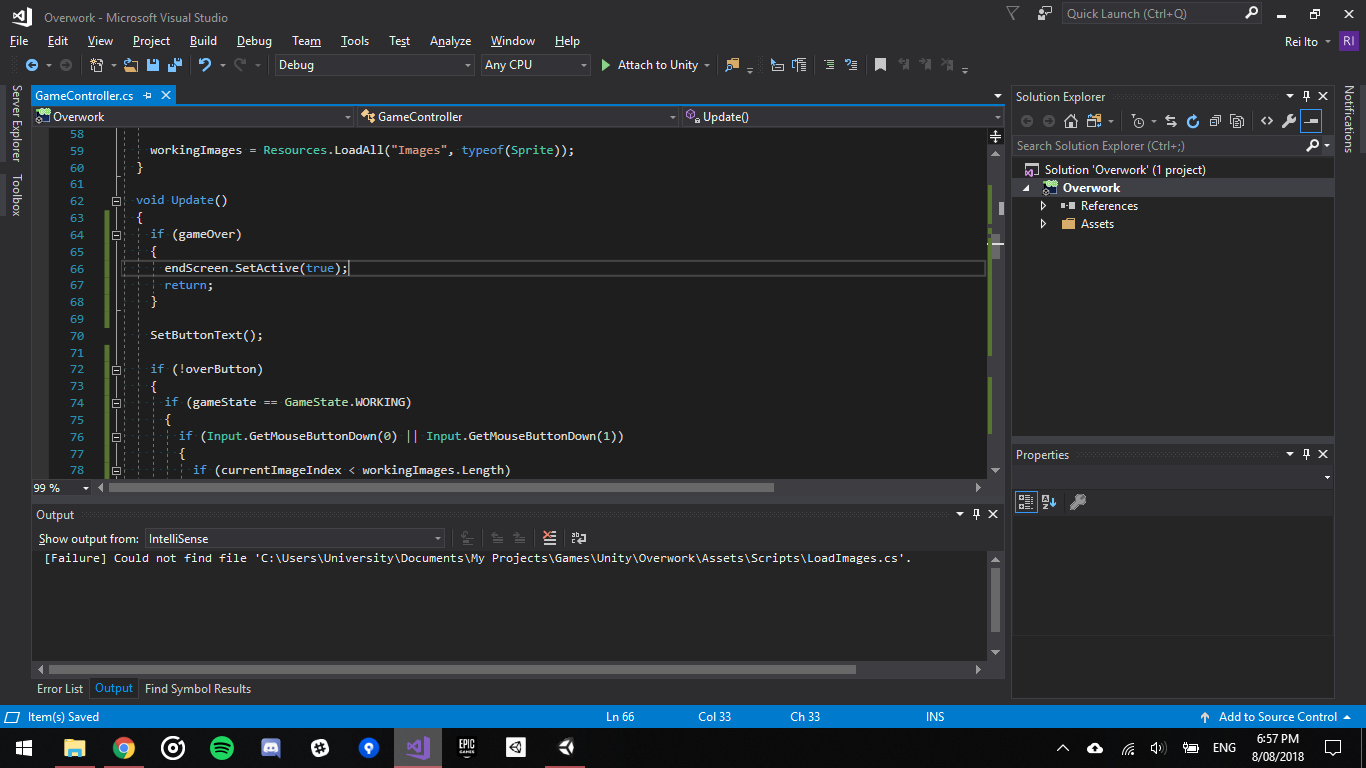 Overwork - Microsoft Visual Studio
Quick Launch (Ctrl+Q)
File Edit View Project Build Debug Team Tools Test Analyze Window Help
Rei Ito RI
Debug Any CPU Attach to Unity
Server Explorer
Toolbox
GameController.cs
Overwork GameController Update()
58
59 workingImages = Resources.LoadAll("Images", typeof(Sprite));
60 }
61
62 void Update()
63 {
64 if (gameOver)
65 {
66 endScreen.SetActive(true);
67 return;
68 }
69
70 SetButtonText();
71
72 if (!overButton)
73 {
74 if (gameState == GameState.WORKING)
75 {
76 if (Input.GetMouseButtonDown(0) || Input.GetMouseButtonDown(1))
77 {
78 if (currentImageIndex < workingImages.Length)
99 %
Output
Show output from: IntelliSense
[Failure] Could not find file 'C:\Users\University\Documents\My Projects\Games\Unity\Overwork\Assets\Scripts\LoadImages.cs'.
Error List Output Find Symbol Results
Solution Explorer
Search Solution Explorer (Ctrl+;)
Solution 'Overwork' (1 project)
Overwork
References
Assets
Properties
Notifications
Item(s) Saved Ln 66 Col 33 Ch 33 INS Add to Source Control
EPIC
GAMES
ENG
6:57 PM
8/08/2018